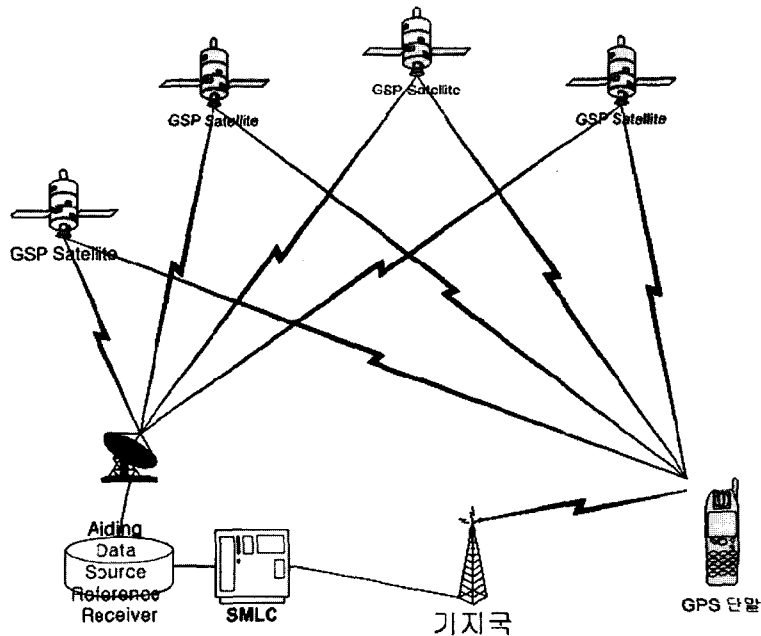 GSP Satellite
GSP Satellite
GSP Satellite
GSP Satellite
Aiding
Data
Source
Reference
Receiver
SMLC
기지국
GPS 단말